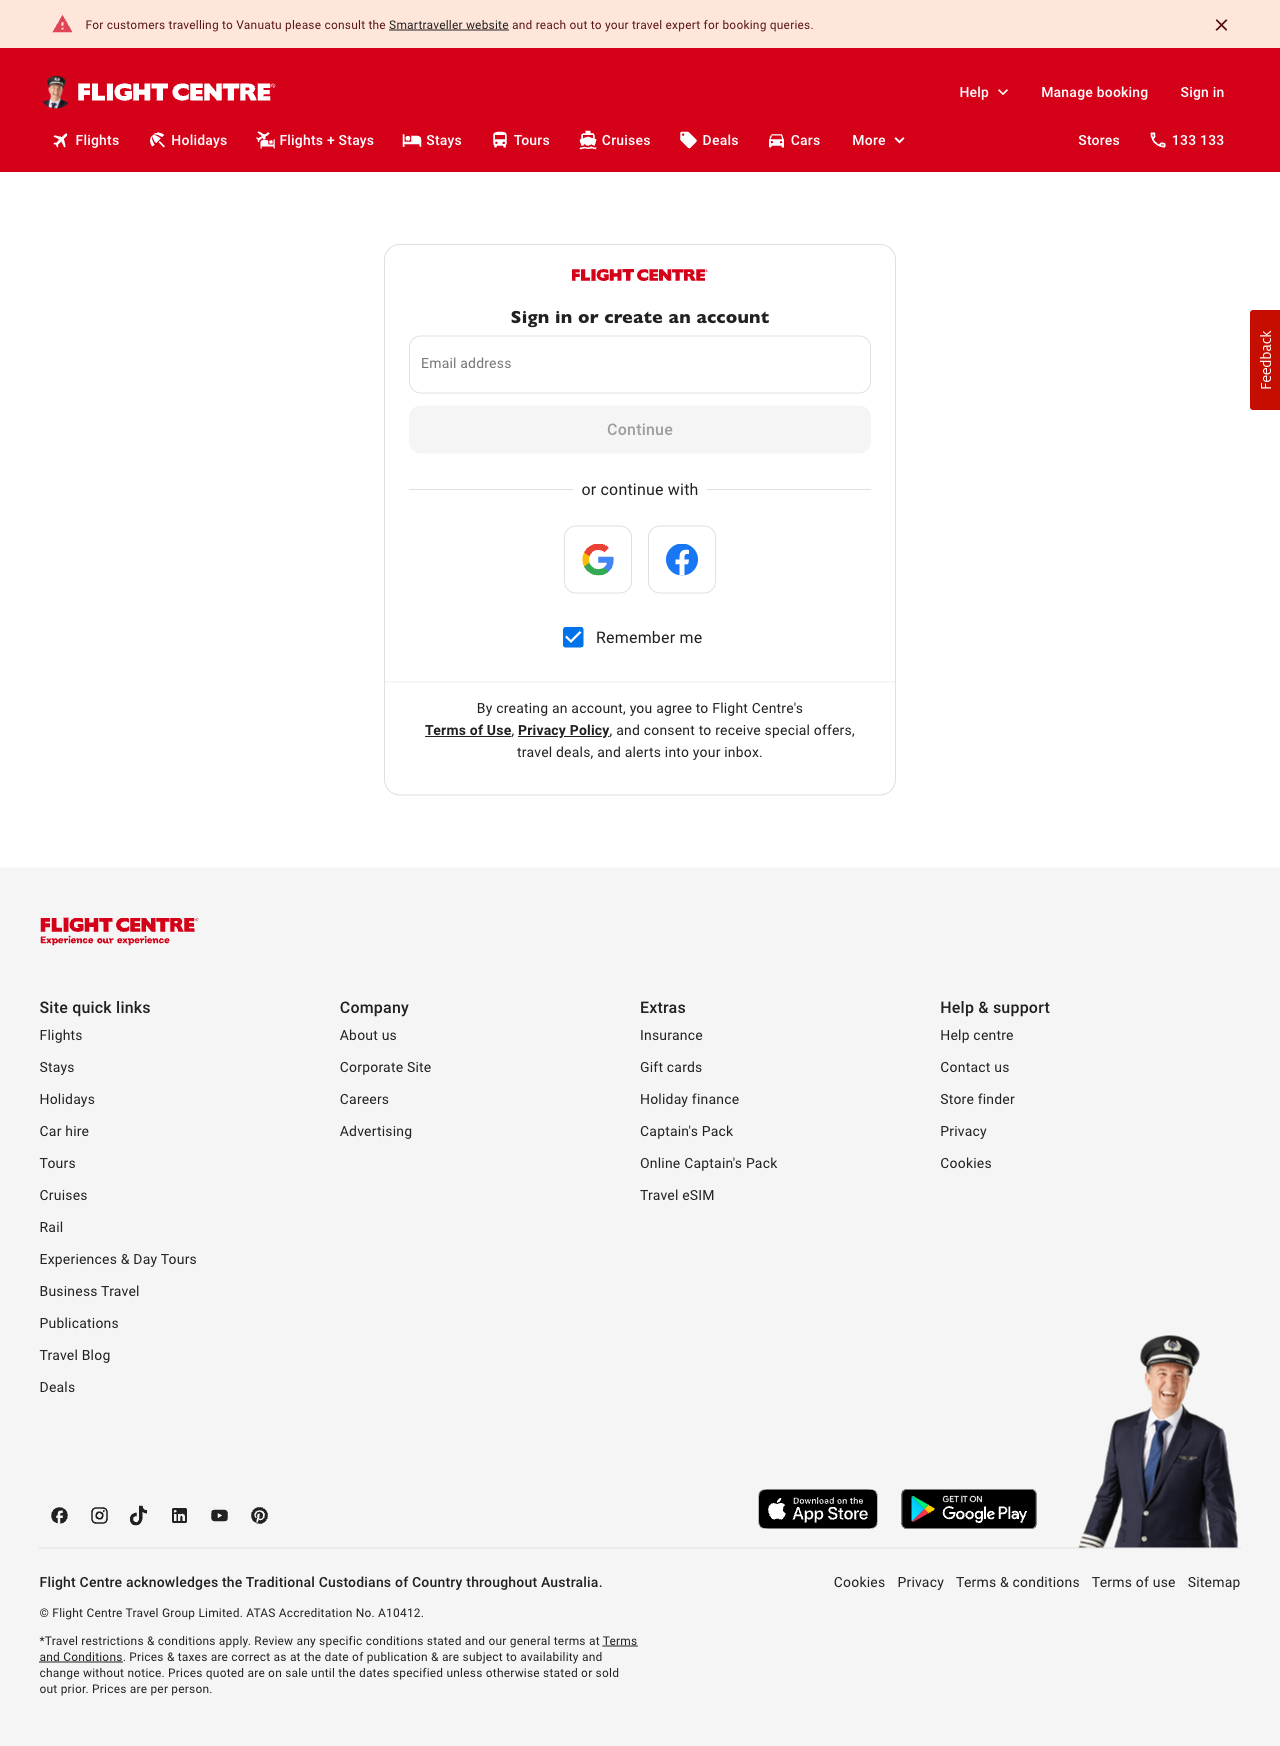 For customers travelling to Vanuatu please consult the Smartraveller website and reach out to your travel expert for booking queries.
FLIGHT CENTRE
Help
Manage booking
Sign in
Flights
Holidays
Flights + Stays
Stays
Tours
Cruises
Deals
Cars
More
Stores
133 133
FLIGHT CENTRE
Sign in or create an account
Email address
Continue
or continue with
Remember me
By creating an account, you agree to Flight Centre's
Terms of Use, Privacy Policy, and consent to receive special offers,
travel deals, and alerts into your inbox.
Feedback
FLIGHT CENTRE
Experience our experience
Site quick links
Flights
Stays
Holidays
Car hire
Tours
Cruises
Rail
Experiences & Day Tours
Business Travel
Publications
Travel Blog
Deals
Company
About us
Corporate Site
Careers
Advertising
Extras
Insurance
Gift cards
Holiday finance
Captain's Pack
Online Captain's Pack
Travel eSIM
Help & support
Help centre
Contact us
Store finder
Privacy
Cookies
Download on the
App Store
GET IT ON
Google Play
Flight Centre acknowledges the Traditional Custodians of Country throughout Australia.
Cookies
Privacy
Terms & conditions
Terms of use
Sitemap
© Flight Centre Travel Group Limited. ATAS Accreditation No. A10412.
*Travel restrictions & conditions apply. Review any specific conditions stated and our general terms at Terms
and Conditions. Prices & taxes are correct as at the date of publication & are subject to availability and
change without notice. Prices quoted are on sale until the dates specified unless otherwise stated or sold
out prior. Prices are per person.